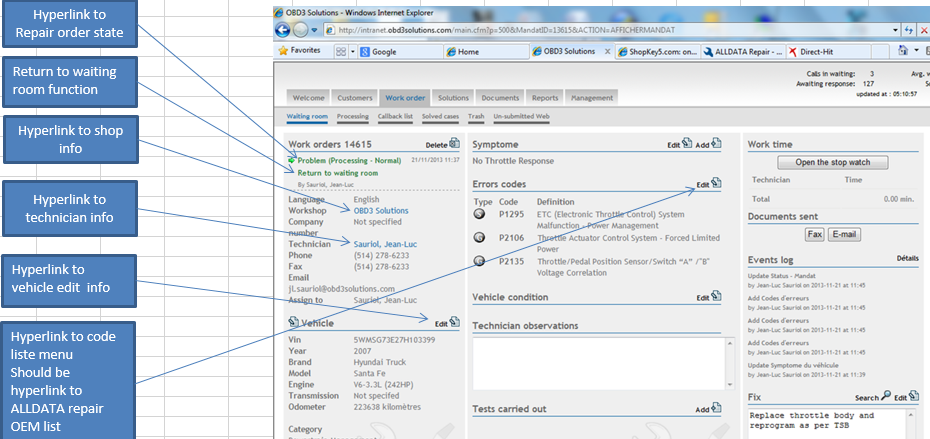 Hyperlink to
Repair order state
Return to waiting
room function
Hyperlink to shop
info
Hyperlink to
technician info
Hyperlink to
vehicle edit info
Hyperlink to code
liste menu
Should be
hyperlink to
ALLDATA repair
OEM list
OBD3 Solutions - Windows Internet Explorer
http://intranet.obd3solutions.com/main.cfm?p=500&MandatID=13615&ACTION=AFFICHERMANDAT
Favorites Google Home OBD3 Solutions ShopKey5.com: on... ALLDATA Repair - ... Direct-Hit
Calls in waiting: 3 Avg. v
Awaiting response: 127
updated at : 05:10:57
Welcome Customers Work order Solutions Documents Reports Management
Waiting room Processing Callback list Solved cases Trash Un-submitted Web
Work orders 14615 Delete
Problem (Processing - Normal) 21/11/2013 11:37
Return to waiting room
By Sauriol, Jean-Luc
Language English
Workshop OBD3 Solutions
Company Not specified
number
Technician Sauriol, Jean-Luc
Phone (514) 278-6233
Fax (514) 278-6233
Email
jl.sauriol@obd3solutions.com
Assign to Sauriol, Jean-Luc
Vehicle Edit
Vin 5WMSG73E27H103399
Year 2007
Brand Hyundai Truck
Model Santa Fe
Engine V6-3.3L (242HP)
Transmission Not specifed
Odometer 223638 kilomètres
Category
Symptome Edit Add
No Throttle Response
Errors codes Edit
Type Code Definition
P1295 ETC (Electronic Throttle Control) System
Malfunction - Power Management
P2106 Throttle Actuator Control System - Forced Limited
Power
P2135 Throttle/Pedal Position Sensor/Switch "A" /"B"
Voltage Correlation
Vehicle condition Edit
Technician observations
Tests carried out Add
Work time
Open the stop watch
Technician Time
Total 0.00 min.
Documents sent
Fax E-mail
Events log Détails
Update Status - Mandat
by Jean-Luc Sauriol on 2013-11-21 at 11:45
Add Codes d'erreurs
by Jean-Luc Sauriol on 2013-11-21 at 11:45
Add Codes d'erreurs
by Jean-Luc Sauriol on 2013-11-21 at 11:45
Add Codes d'erreurs
by Jean-Luc Sauriol on 2013-11-21 at 11:45
Update Symptome du véhicule
by Jean-Luc Sauriol on 2013-11-21 at 11:39
Fix Search Edit
Replace throttle body and
reprogram as per TSB